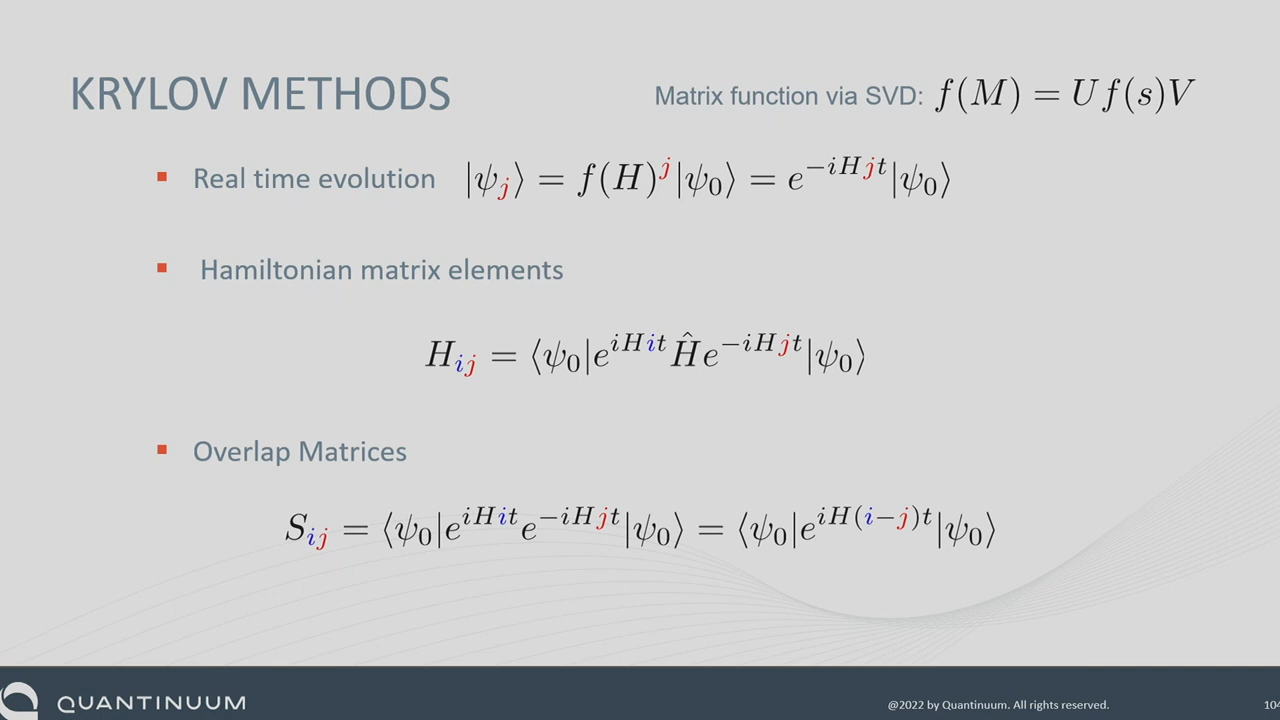 KRYLOV METHODS
Matrix function via SVD: f(M) = Uf(s)V
▪ Real time evolution |ψ_j⟩ = f(H)^j|ψ_0⟩ = e^{−iHjt}|ψ_0⟩
▪ Hamiltonian matrix elements
H_{ij} = ⟨ψ_0|e^{iHit}Ĥe^{−iHjt}|ψ_0⟩
▪ Overlap Matrices
S_{ij} = ⟨ψ_0|e^{iHit}e^{−iHjt}|ψ_0⟩ = ⟨ψ_0|e^{iH(i−j)t}|ψ_0⟩
QUANTINUUM
@2022 by Quantinuum. All rights reserved.